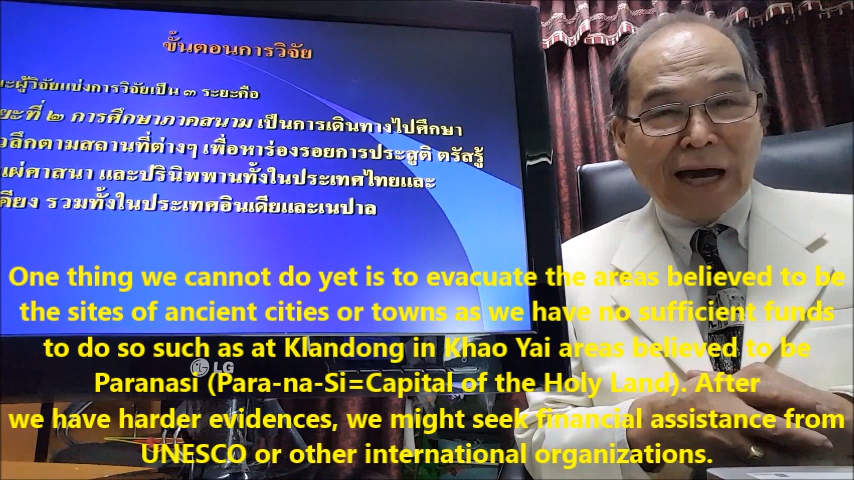 ขั้นตอนการวิจัย
ะผู้วิจัยแบ่งการวิจัยเป็น ๓ ระยะคือ
ยะที่ ๒ การศึกษาภาคสนาม เป็นการเดินทางไปศึกษา
วลึกตามสถานที่ต่างๆ เพื่อหาร่องรอยการประสูติ ตรัสรู้
แผ่ศาสนา และปรินิพพานทั้งในประเทศไทยและ
เคียง รวมทั้งในประเทศอินเดียและเนปาล
One thing we cannot do yet is to evacuate the areas believed to be
the sites of ancient cities or towns as we have no sufficient funds
to do so such as at Klandong in Khao Yai areas believed to be
LG
Paranasi (Para-na-Si=Capital of the Holy Land). After
we have harder evidences, we might seek financial assistance from
UNESCO or other international organizations.